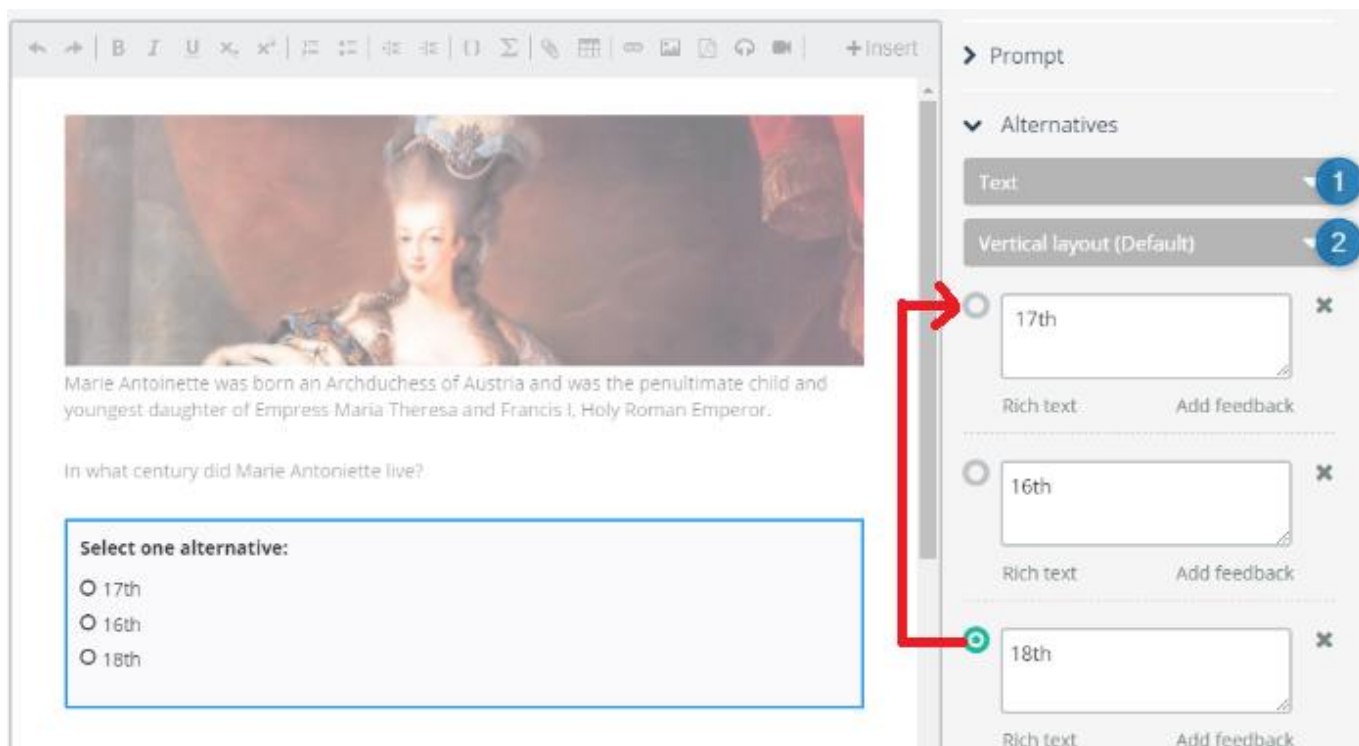 B I U x₂ x² Σ +Insert
Marie Antoinette was born an Archduchess of Austria and was the penultimate child and
youngest daughter of Empress Maria Theresa and Francis I, Holy Roman Emperor.
In what century did Marie Antoniette live?
Select one alternative:
17th
16th
18th
Prompt
Alternatives
Text 1
Vertical layout (Default) 2
17th
Rich text Add feedback
16th
Rich text Add feedback
18th
Rich text Add feedback